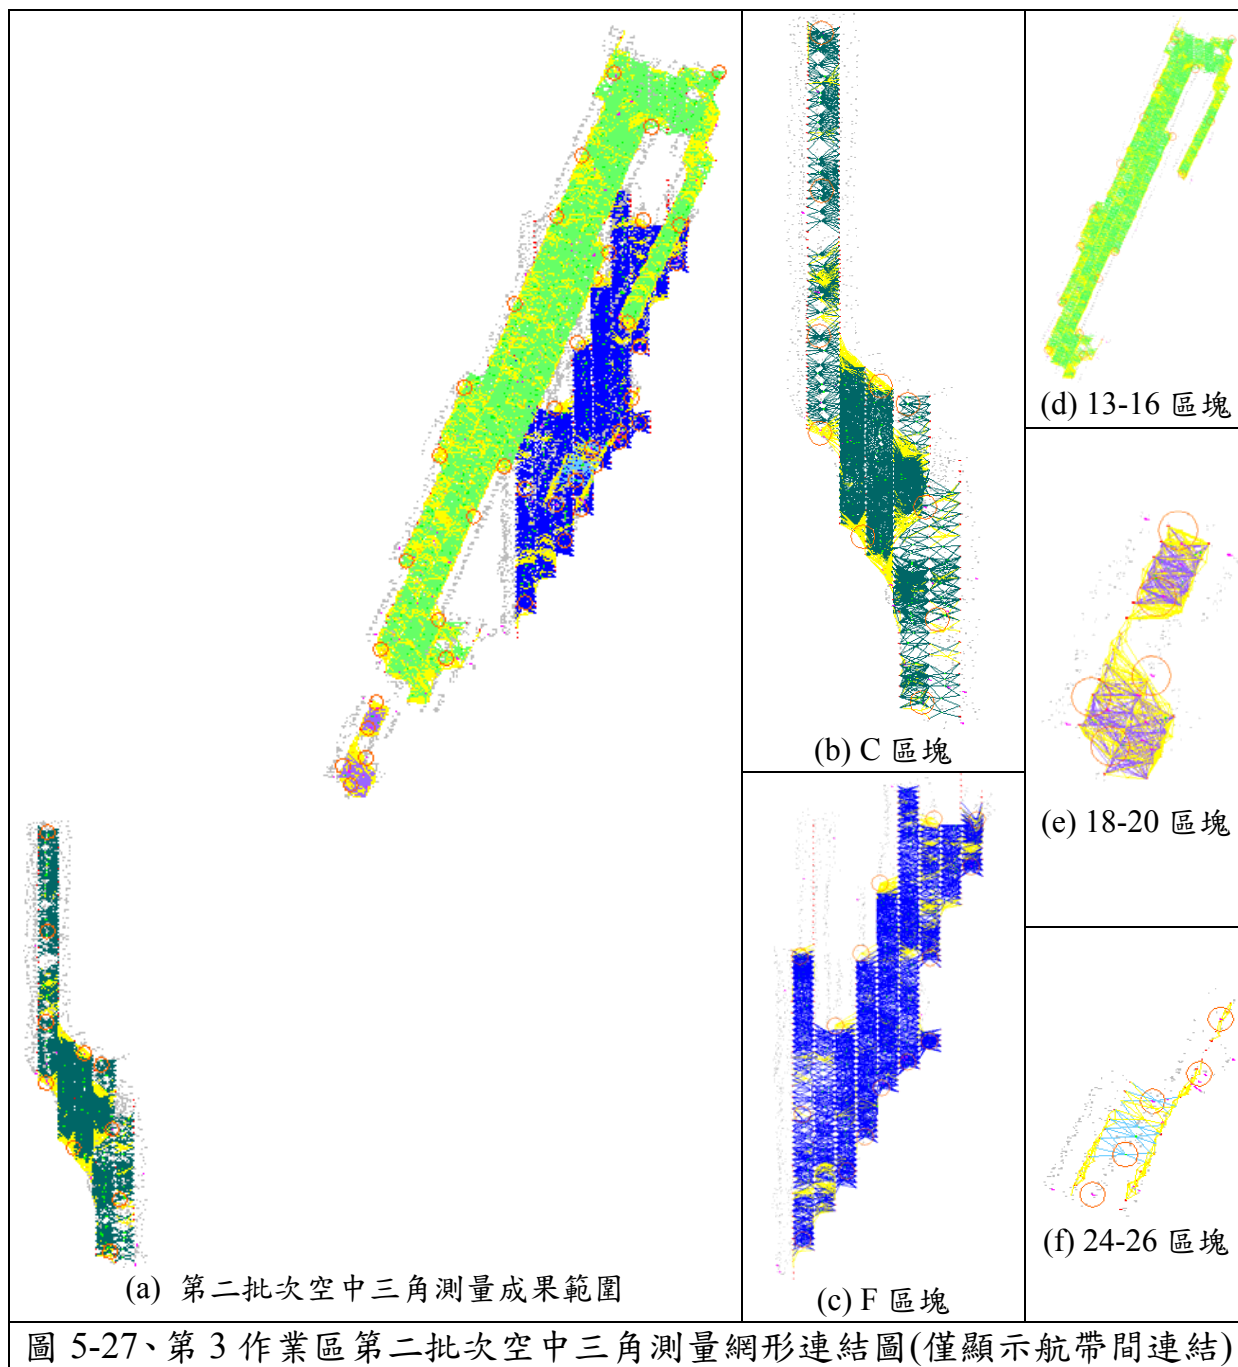 (a) 第二批次空中三角測量成果範圍
(b) C 區塊
(c) F 區塊
(d) 13-16 區塊
(e) 18-20 區塊
(f) 24-26 區塊
圖 5-27、第 3 作業區第二批次空中三角測量網形連結圖(僅顯示航帶間連結)